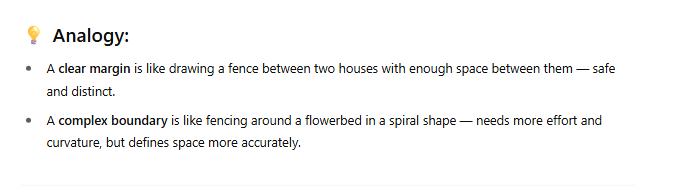 💡 Analogy:
• A clear margin is like drawing a fence between two houses with enough space between them — safe
and distinct.
• A complex boundary is like fencing around a flowerbed in a spiral shape — needs more effort and
curvature, but defines space more accurately.